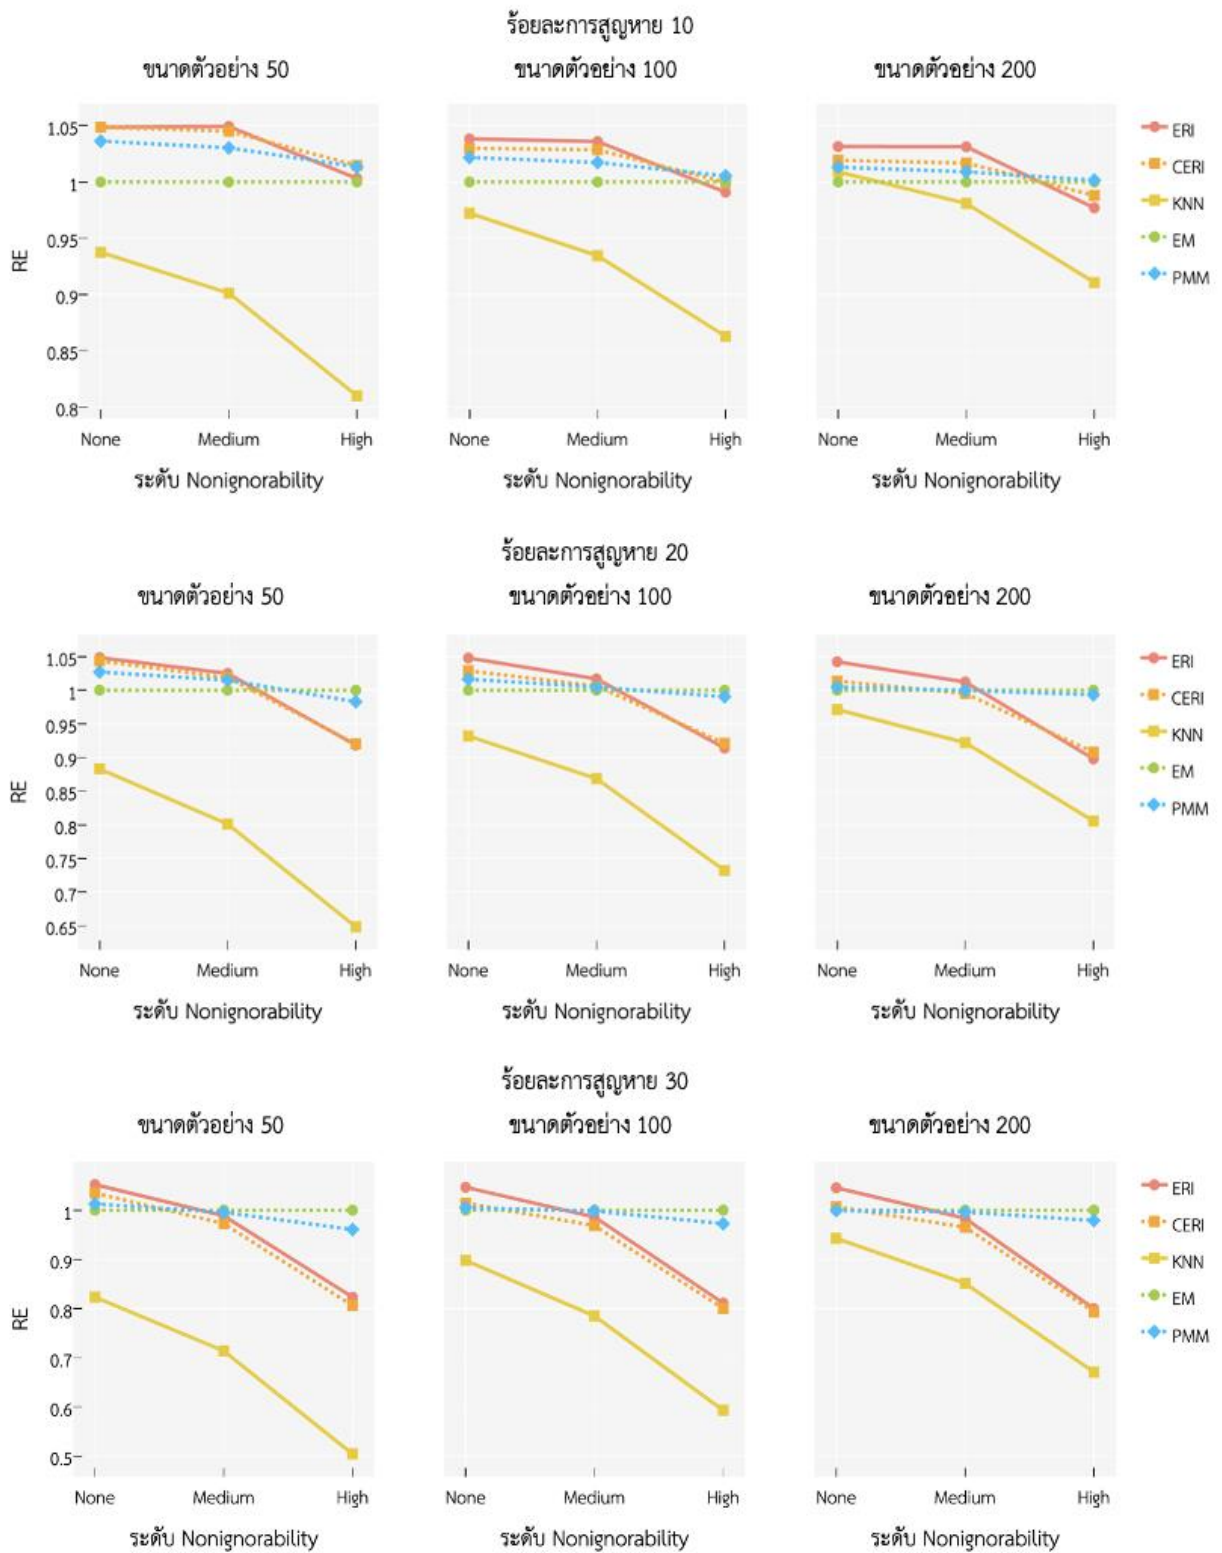 ร้อยละการสูญหาย 10
ขนาดตัวอย่าง 50 ขนาดตัวอย่าง 100 ขนาดตัวอย่าง 200
1.05
1
0.95
0.9
0.85
0.8
RE
ERI
CERI
KNN
EM
PMM
None Medium High None Medium High None Medium High
ระดับ Nonignorability ระดับ Nonignorability ระดับ Nonignorability
ร้อยละการสูญหาย 20
ขนาดตัวอย่าง 50 ขนาดตัวอย่าง 100 ขนาดตัวอย่าง 200
1.05
1
0.95
0.9
0.85
0.8
0.75
0.7
0.65
RE
ERI
CERI
KNN
EM
PMM
None Medium High None Medium High None Medium High
ระดับ Nonignorability ระดับ Nonignorability ระดับ Nonignorability
ร้อยละการสูญหาย 30
ขนาดตัวอย่าง 50 ขนาดตัวอย่าง 100 ขนาดตัวอย่าง 200
1
0.9
0.8
0.7
0.6
0.5
RE
ERI
CERI
KNN
EM
PMM
None Medium High None Medium High None Medium High
ระดับ Nonignorability ระดับ Nonignorability ระดับ Nonignorability